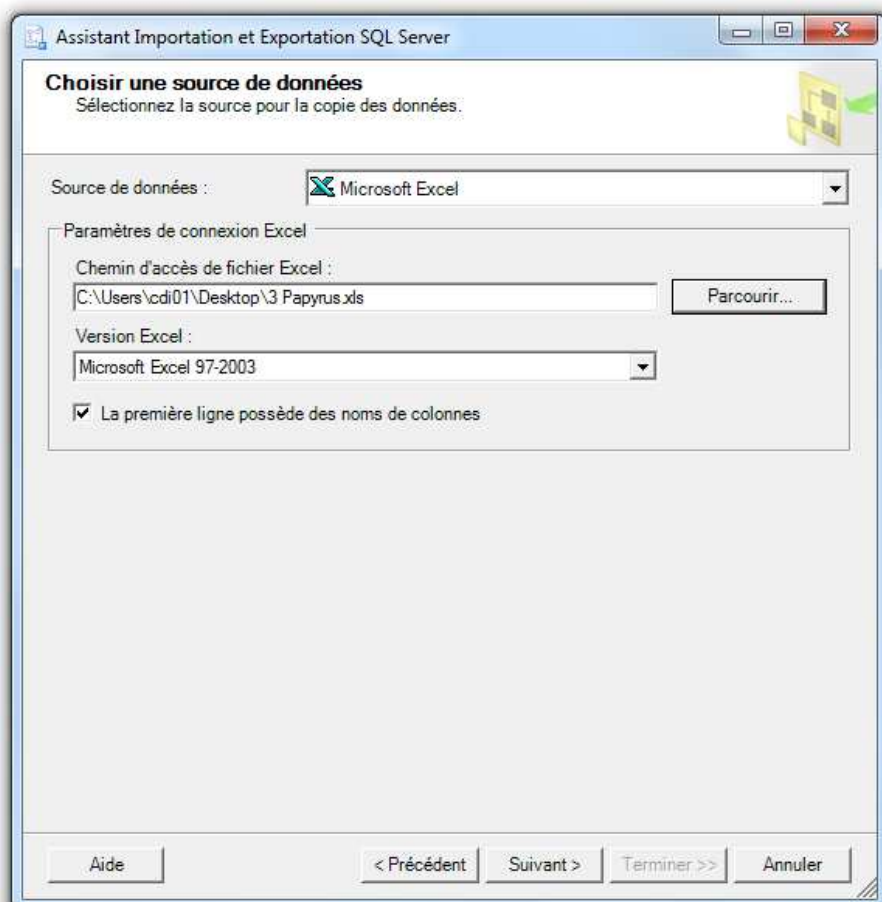 Assistant Importation et Exportation SQL Server
Choisir une source de données
Sélectionnez la source pour la copie des données.
Source de données :
Microsoft Excel
Paramètres de connexion Excel
Chemin d'accès de fichier Excel :
C:\Users\cdi01\Desktop\3 Papyrus.xls
Parcourir...
Version Excel :
Microsoft Excel 97-2003
La première ligne possède des noms de colonnes
Aide
< Précédent
Suivant >
Terminer >>
Annuler